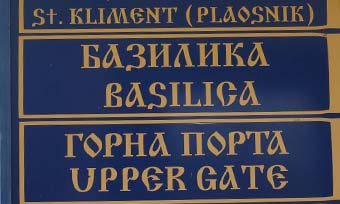 St. KLIMENT (PLAOSNIK)
БАЗИЛИКА
BASILICA
ГОРНА ПОРТА
UPPER GATE